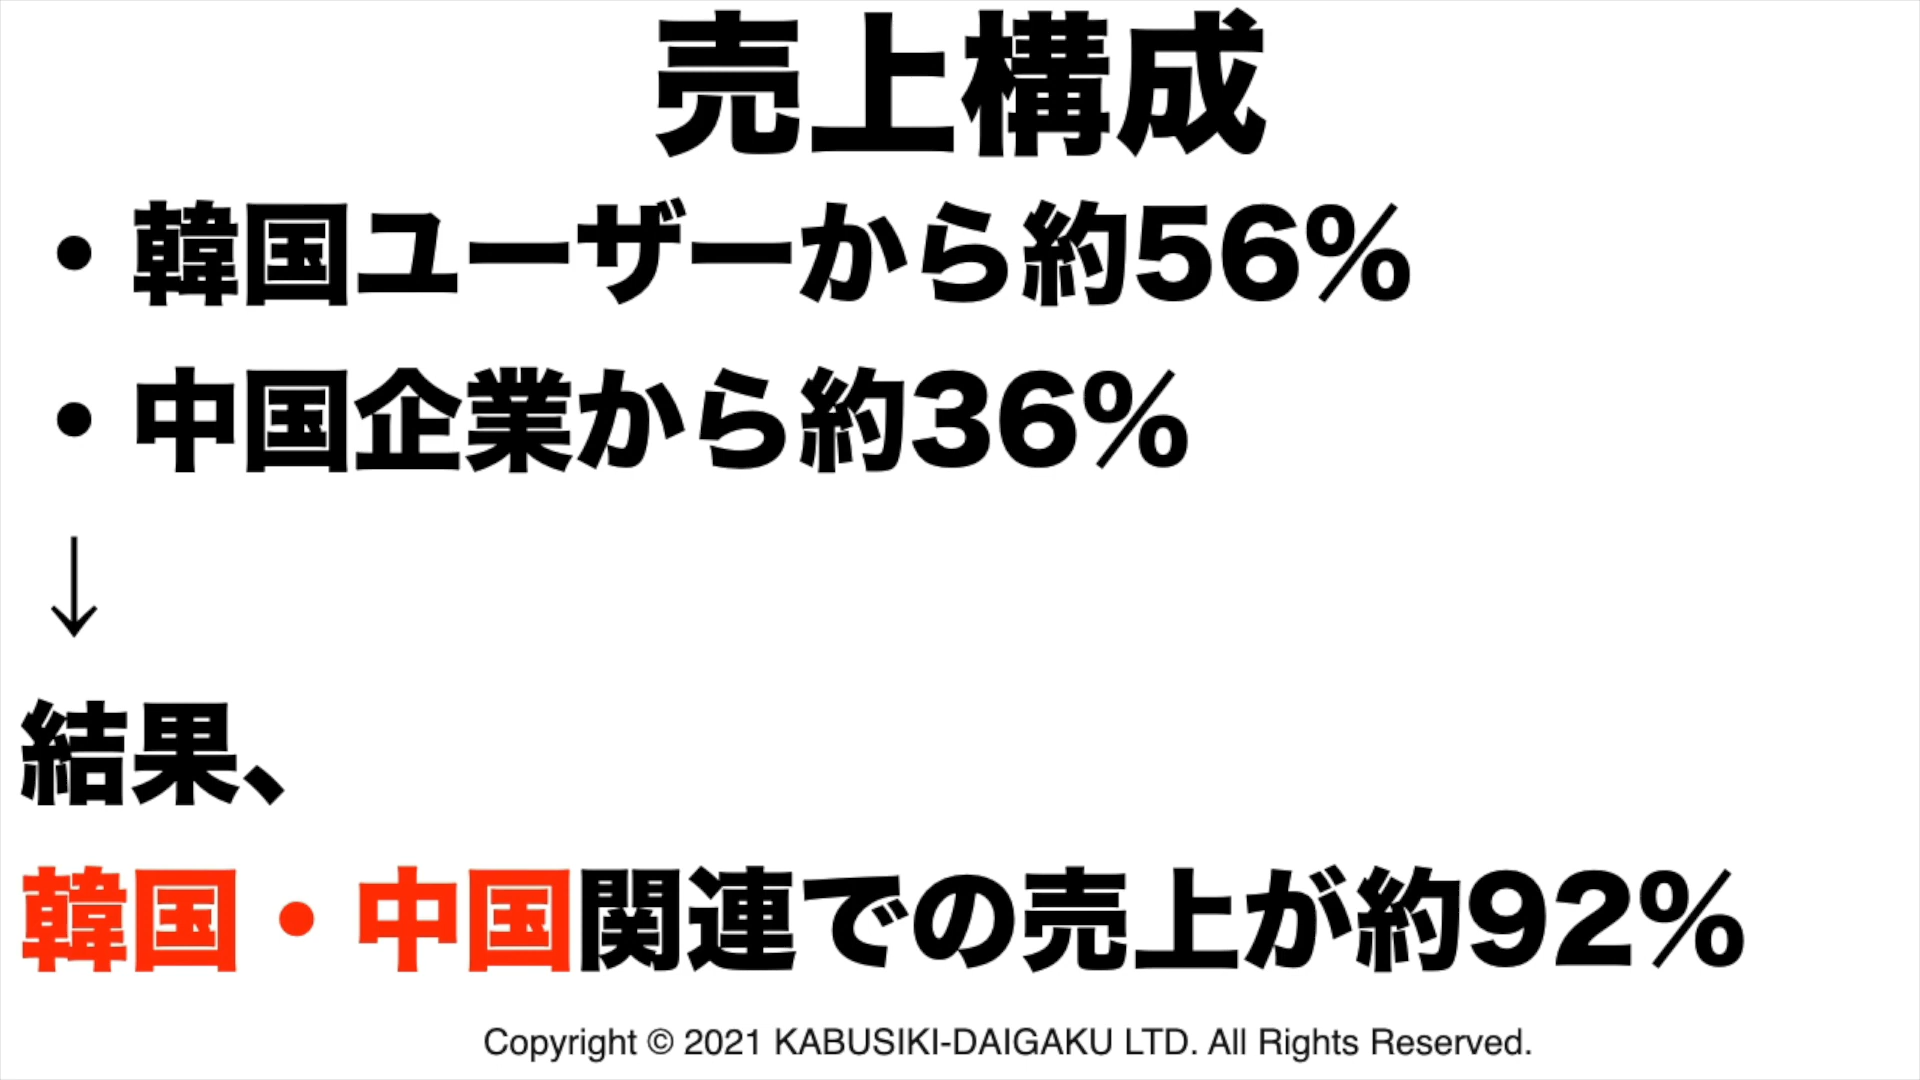 売上構成
・韓国ユーザーから約56%
・中国企業から約36%
↓
結果、
韓国・中国関連での売上が約92%
Copyright © 2021 KABUSIKI-DAIGAKU LTD. All Rights Reserved.